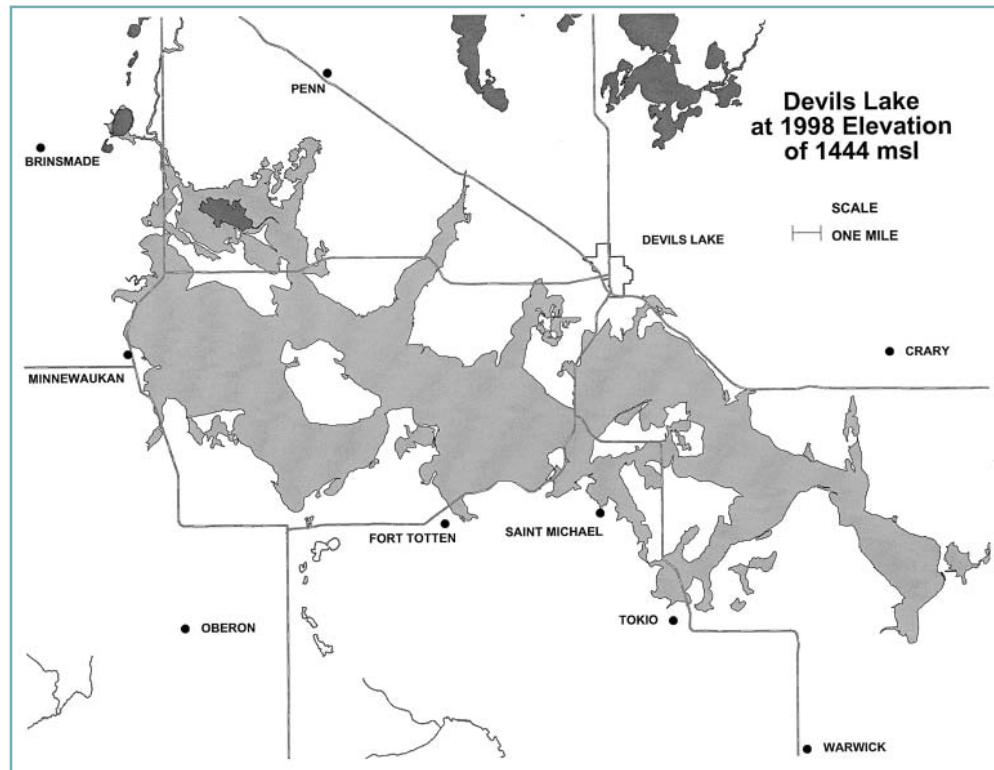 PENN
Devils Lake
at 1998 Elevation
of 1444 msl
BRINSMADE
SCALE
ONE MILE
DEVILS LAKE
CRARY
MINNEWAUKAN
FORT TOTTEN
SAINT MICHAEL
OBERON
TOKIO
WARWICK